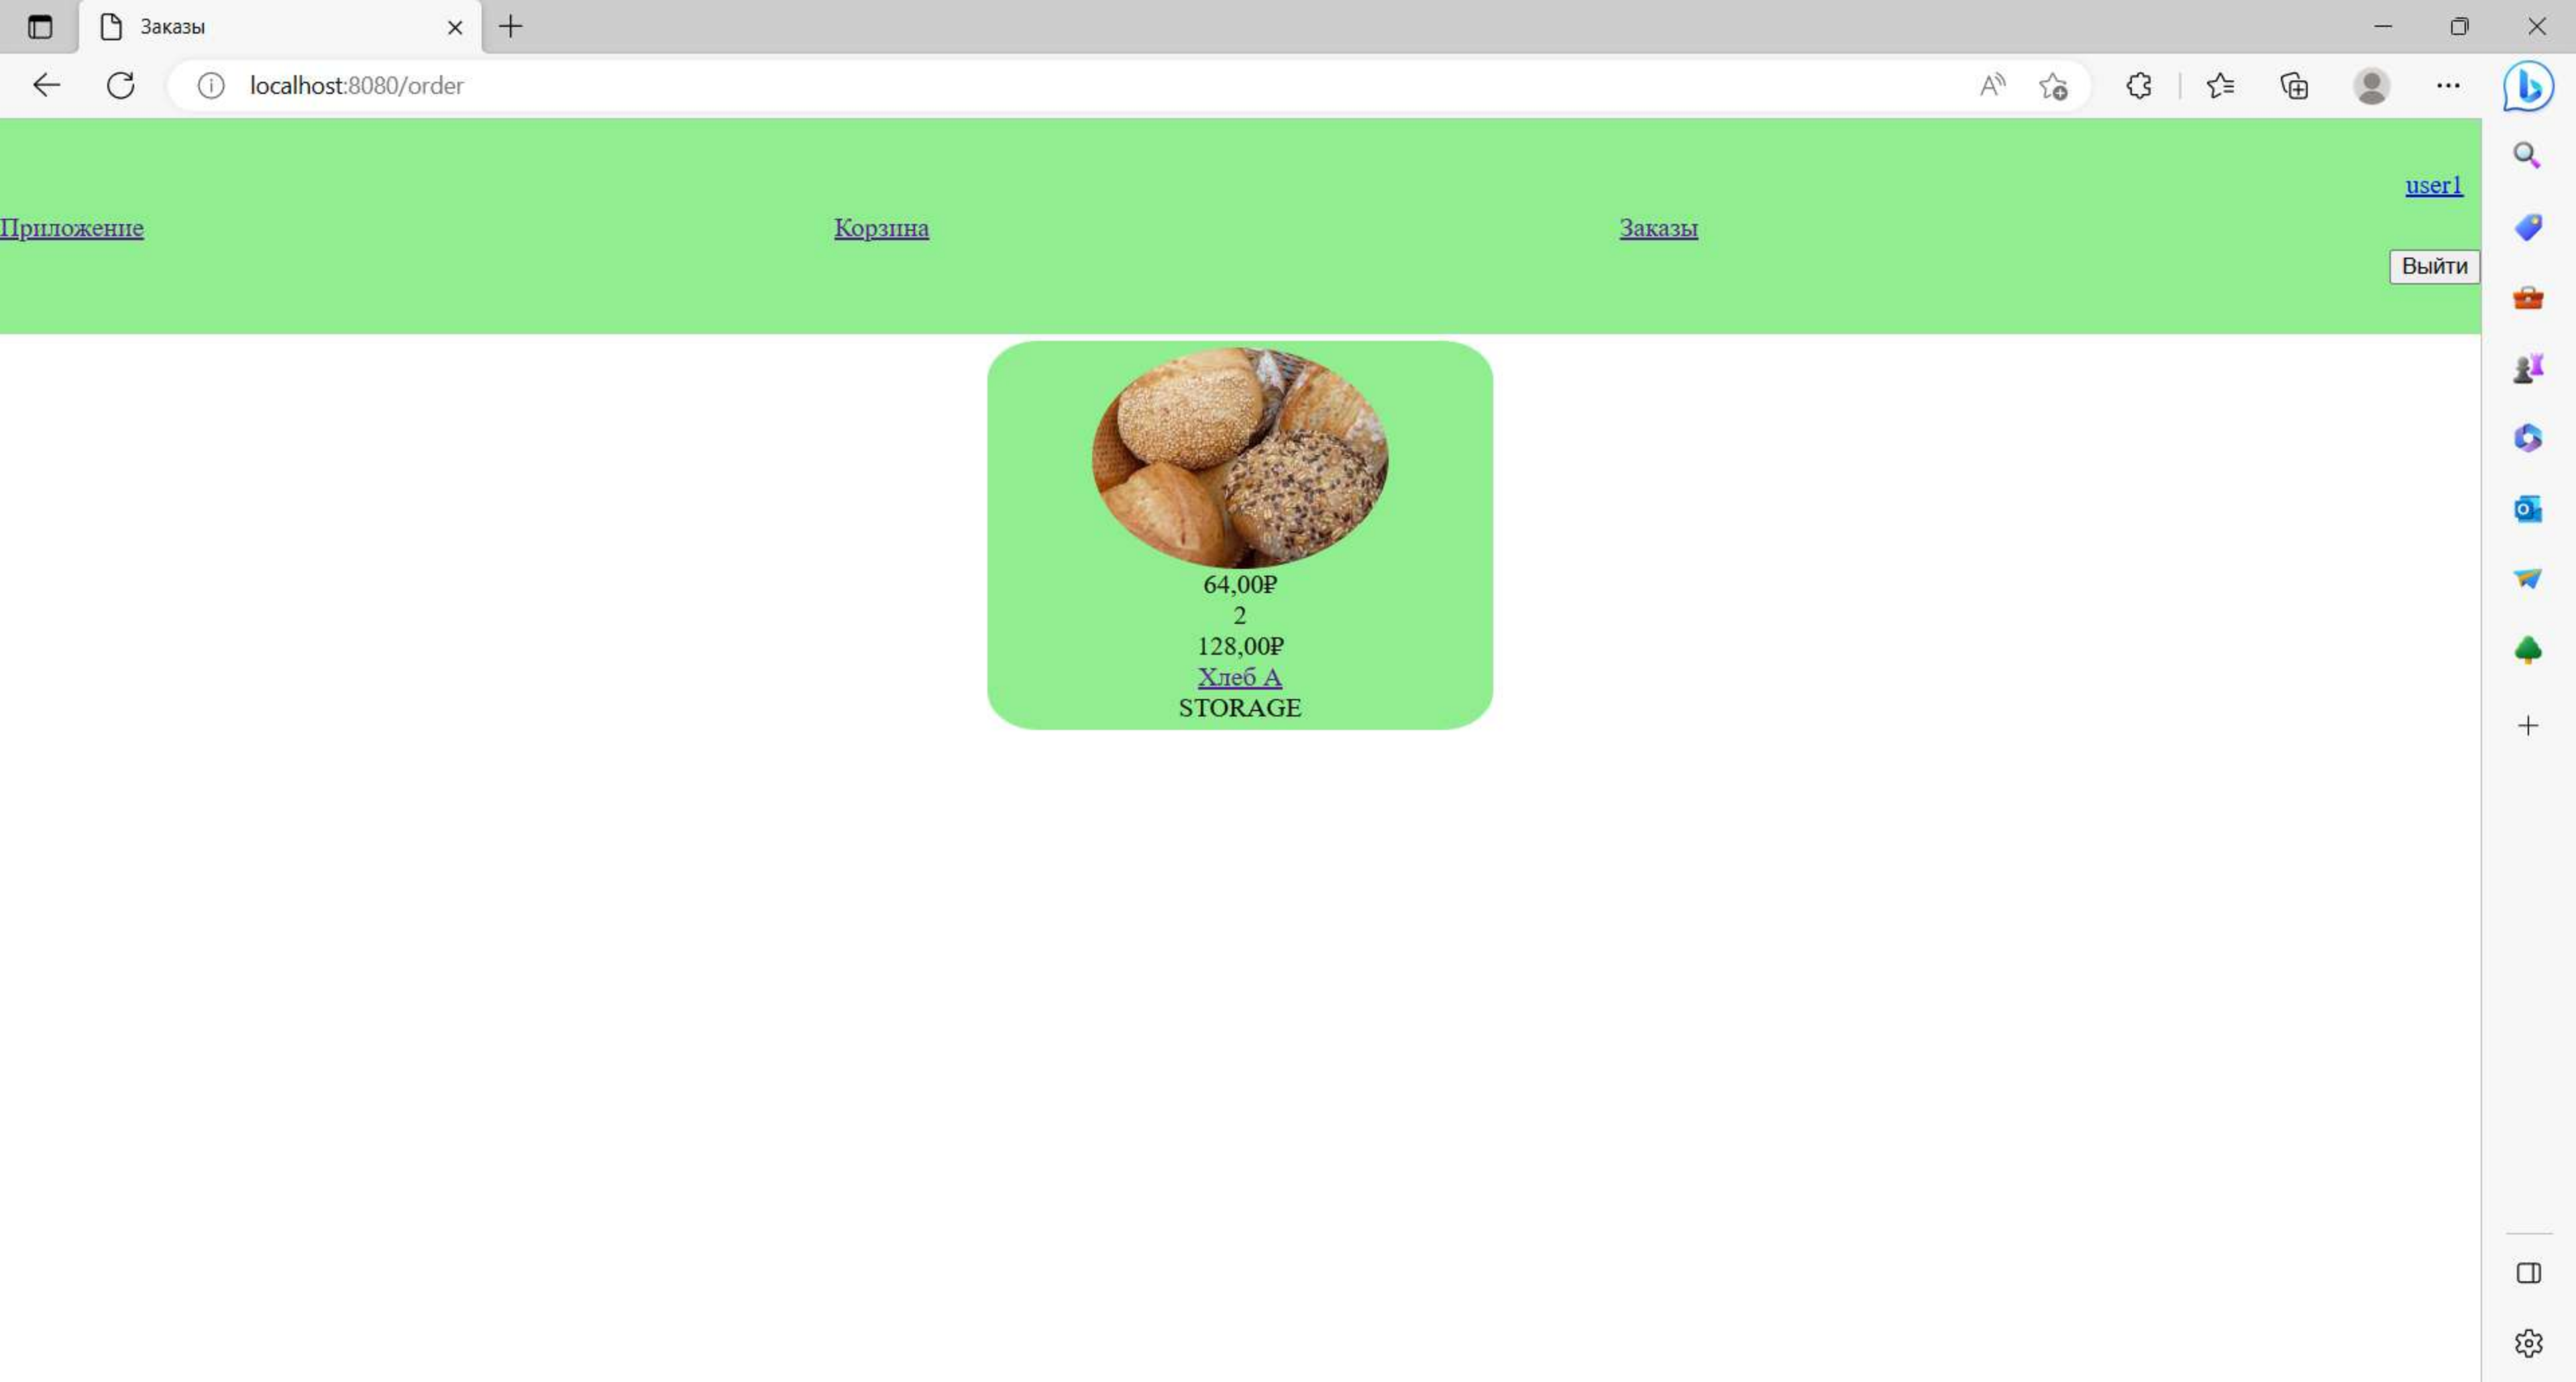 Заказы
localhost:8080/order
user1
Приложение
Корзина
Заказы
Выйти
64,00₽
2
128,00₽
Хлеб А
STORAGE